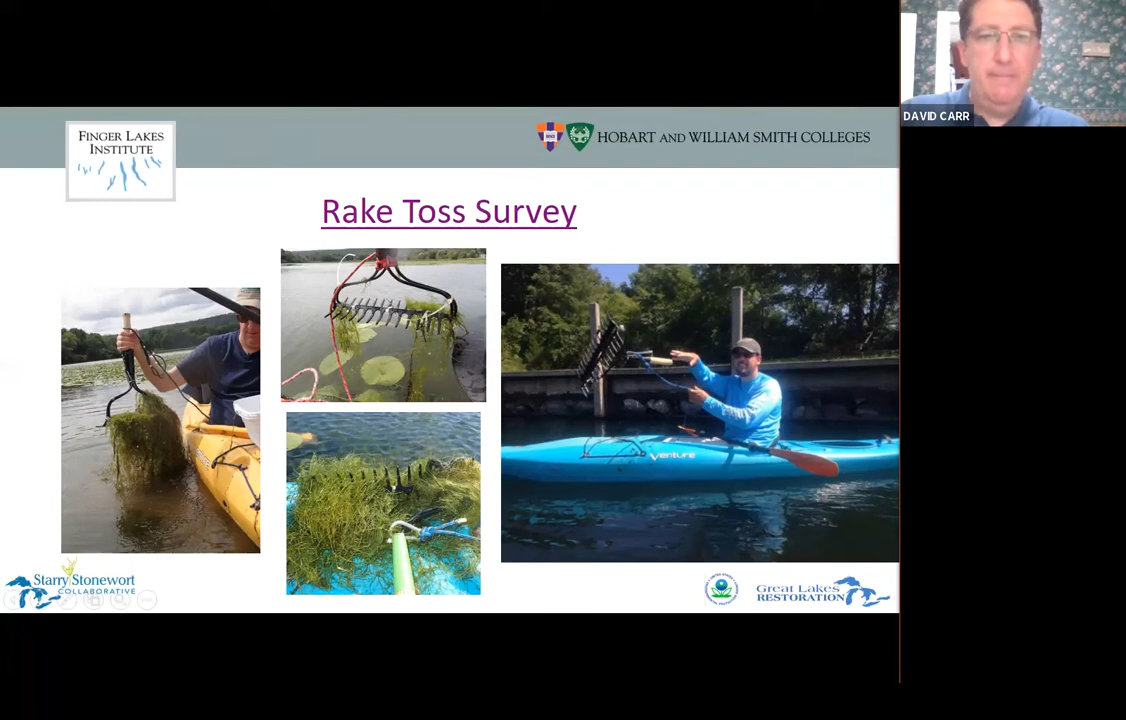 DAVID CARR
FINGER LAKES
INSTITUTE
HOBART AND WILLIAM SMITH COLLEGES
Rake Toss Survey
venture
Starry Stonewort
COLLABORATIVE
Great Lakes
RESTORATION